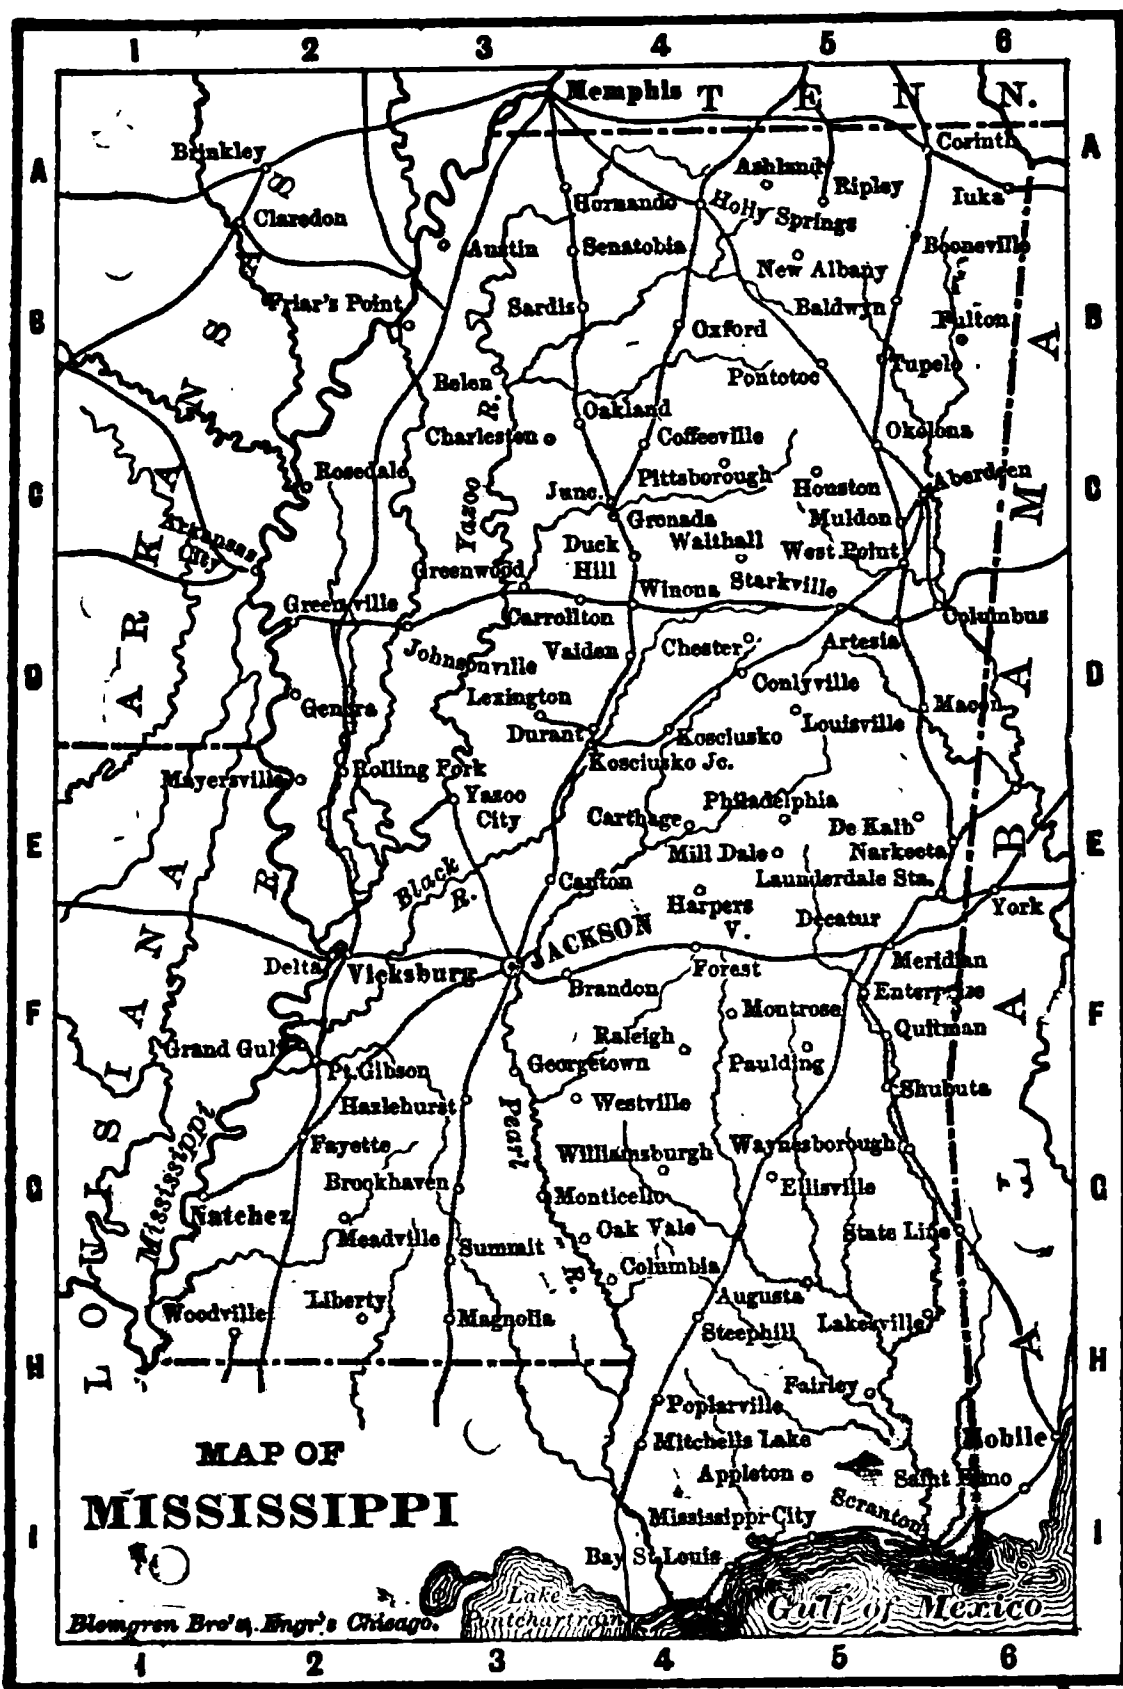 1 2 3 4 5 6
Memphis
TENN.
A A
Brinkley
Corinth
Ashland
Ripley
Iuka
Hornando
Holly Springs
Claredon
Austin
Senatobia
Booneville
New Albany
Friar's Point
Sardis
Baldwyn
B B
Fulton
Oxford
Tupelo
Belen
Pontotoc
Oakland
Charleston
Coffeeville
Okolona
Rosedale
Pittsborough
Aberdeen
C C
Junc.
Houston
Yazoo R.
Grenada
Muldon
Arkansas
City
Duck
Hill
Walthall
West Point
Greenwood
Winona
Starkville
Greenville
Carrollton
Columbus
Johnsonville
Vaiden
Chester
Artesia
D D
Lexington
Conlyville
Genora
Macon
Durant
Louisville
Kosciusko
Kosciusko Jc.
Mayersville
Rolling Fork
Yazoo
City
Philadelphia
Carthage
De Kalb
E E
Mill Dale
Narkeeta
Black
R.
Canton
Launderdale Sta.
Harpers
V.
Decatur
York
JACKSON
Delta
Vicksburg
Forest
Meridian
Brandon
Enterprise
F F
Montrose
Quitman
Raleigh
Grand Gulf
Georgetown
Paulding
Pt. Gibson
Shubuta
Hazlehurst
Westville
Pearl
R.
Fayette
Williamsburgh
Waynesborough
G G
Brookhaven
Monticello
Ellisville
Mississippi
R.
Natchez
Meadville
Oak Vale
State Line
Summit
Columbia
Augusta
Woodville
Liberty
Magnolia
Steephill
Lakesville
H H
Fairley
Poplarville
Mitchells Lake
Mobile
Appleton
Saint Elmo
Scranton
Mississippi City
I I
Bay St. Louis
ARKANSAS
LOUISIANA
ALABAMA
MAP OF
MISSISSIPPI
Lake
Pontchartrain
Gulf of Mexico
Blomgren Bro's, Engr's Chicago.
1 2 3 4 5 6